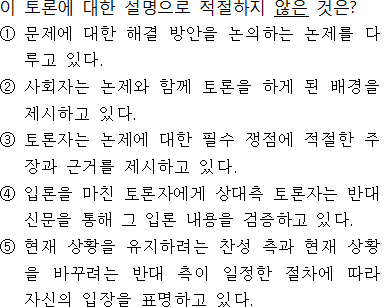 이 토론에 대한 설명으로 적절하지 않은 것은?
① 문제에 대한 해결 방안을 논의하는 논제를 다
루고 있다.
② 사회자는 논제와 함께 토론을 하게 된 배경을
제시하고 있다.
③ 토론자는 논제에 대한 필수 쟁점에 적절한 주
장과 근거를 제시하고 있다.
④ 입론을 마친 토론자에게 상대측 토론자는 반대
신문을 통해 그 입론 내용을 검증하고 있다.
⑤ 현재 상황을 유지하려는 찬성 측과 현재 상황
을 바꾸려는 반대 측이 일정한 절차에 따라
자신의 입장을 표명하고 있다.